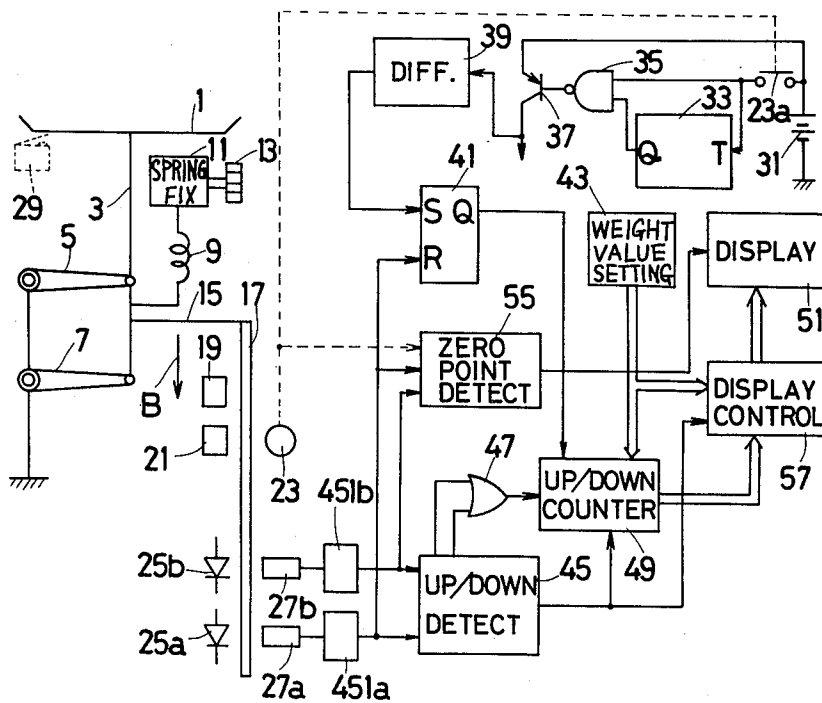 39
DIFF.
35
23a
1
11
13
37
33
Q T
31
SPRING
FIX
29
3
41
43
S Q
R
WEIGHT
VALUE
SETTING
DISPLAY
51
5
9
15
17
55
7
19
ZERO
POINT
DETECT
DISPLAY
CONTROL
57
B
21
23
47
451b
UP/DOWN
COUNTER
49
25b
27b
UP/DOWN
DETECT
45
25a
27a
451a